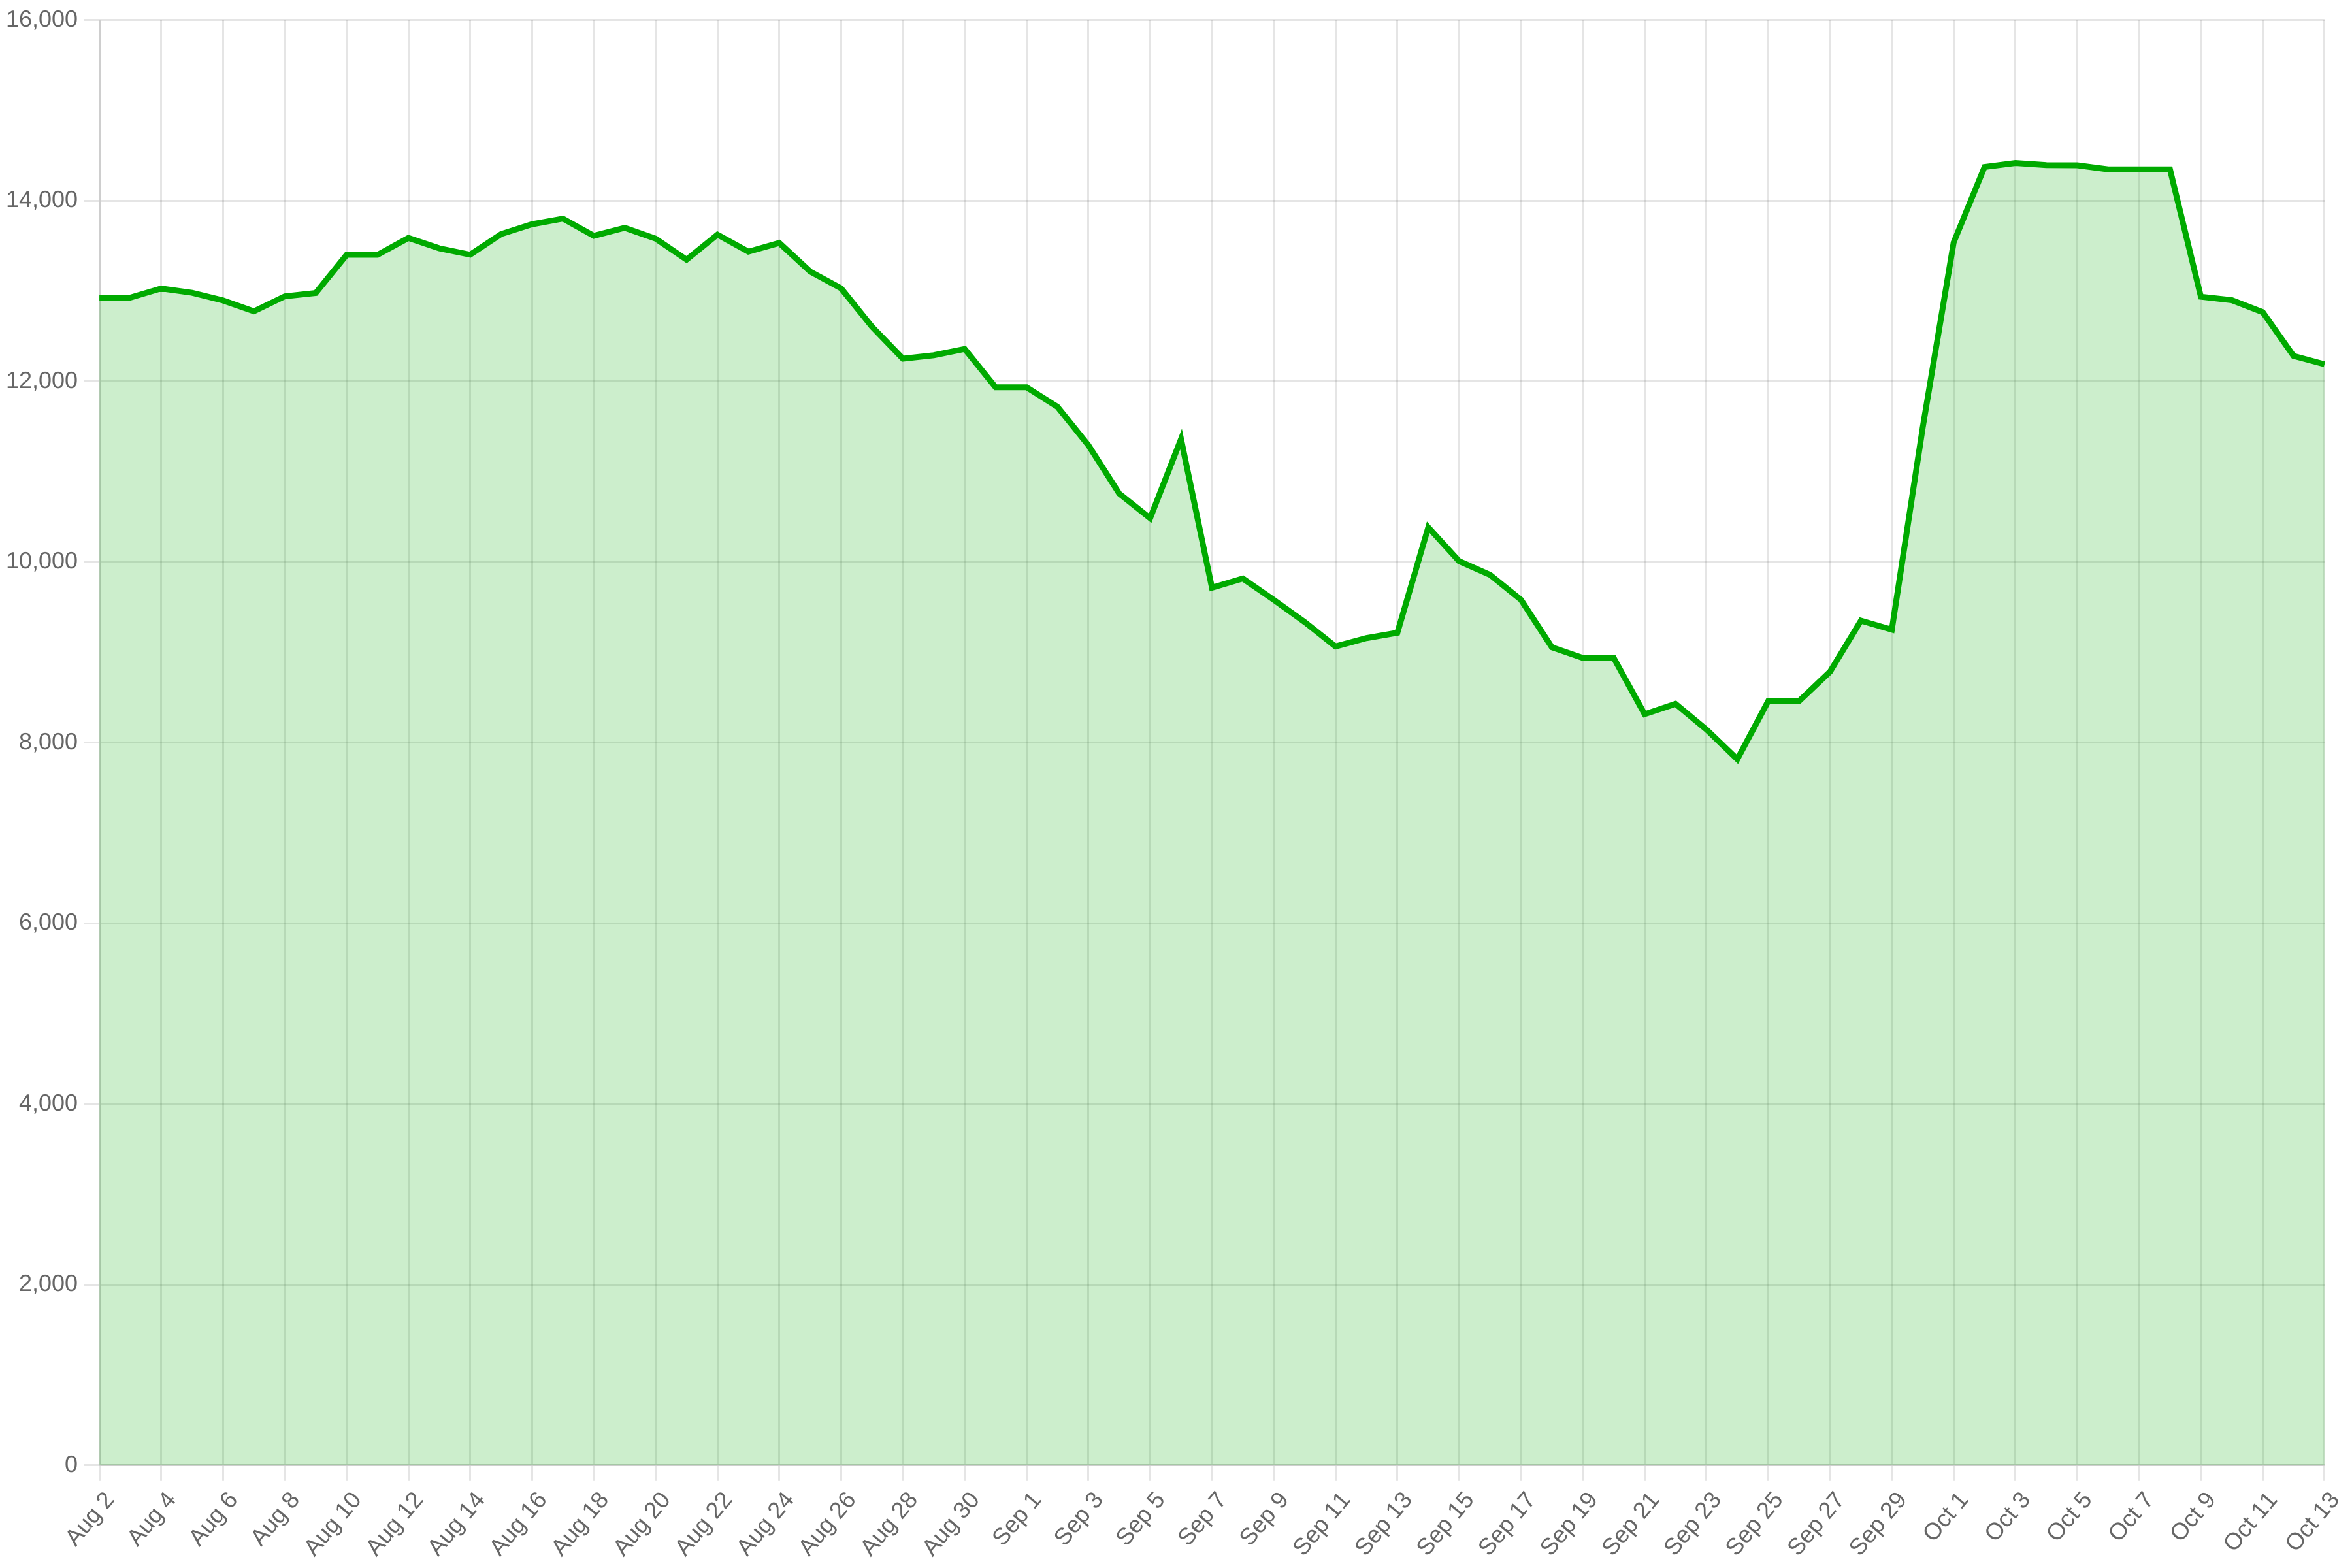 16,000
14,000
12,000
10,000
8,000
6,000
4,000
2,000
0
Aug 2
Aug 4
Aug 6
Aug 8
Aug 10
Aug 12
Aug 14
Aug 16
Aug 18
Aug 20
Aug 22
Aug 24
Aug 26
Aug 28
Aug 30
Sep 1
Sep 3
Sep 5
Sep 7
Sep 9
Sep 11
Sep 13
Sep 15
Sep 17
Sep 19
Sep 21
Sep 23
Sep 25
Sep 27
Sep 29
Oct 1
Oct 3
Oct 5
Oct 7
Oct 9
Oct 11
Oct 13